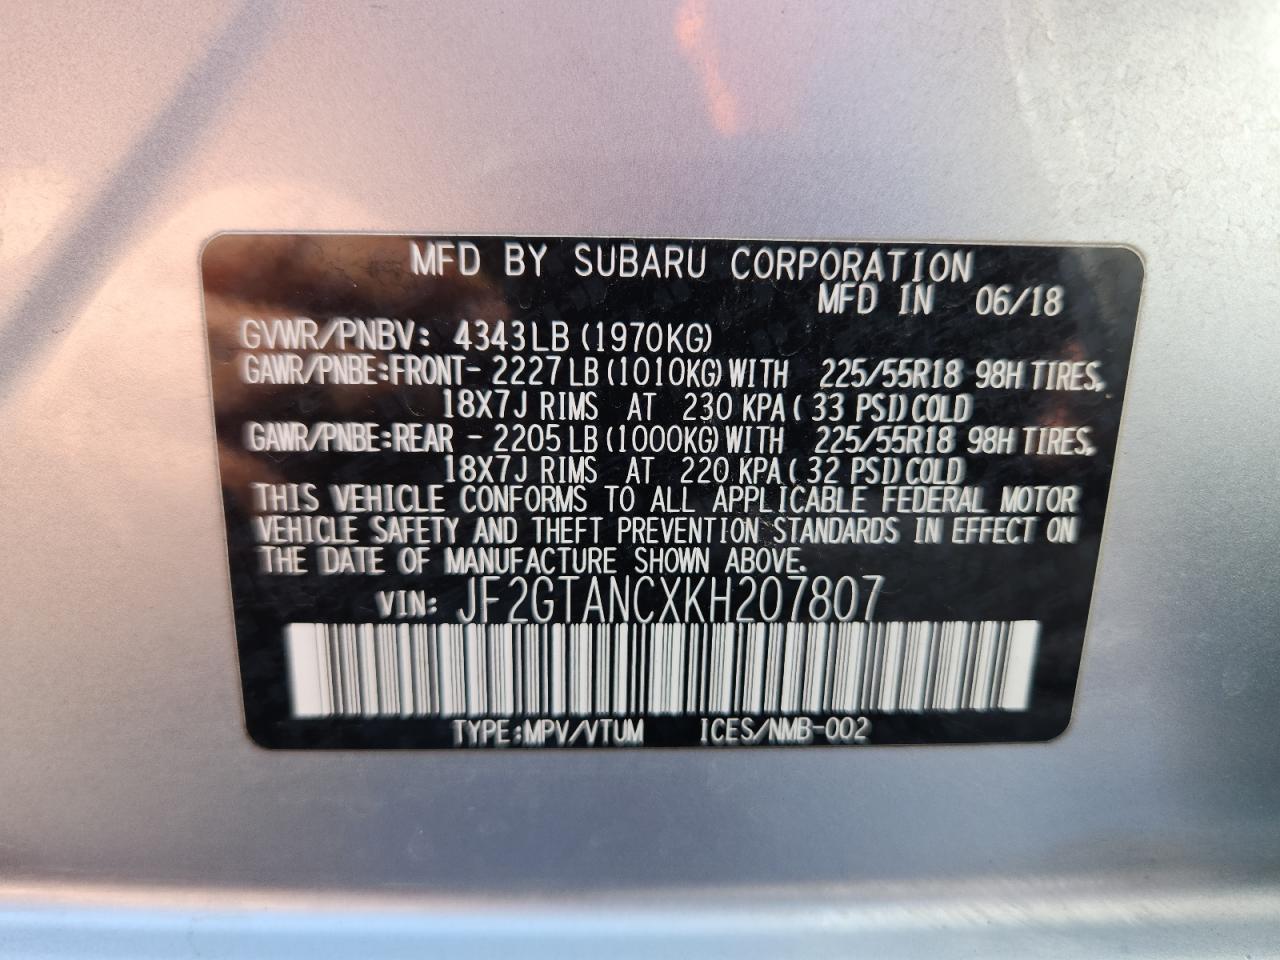 MFD BY SUBARU CORPORATION
MFD IN 06/18
GVWR/PNBV: 4343LB (1970KG)
GAWR/PNBE:FRONT- 2227LB (1010KG) WITH 225/55R18 98H TIRES,
18X7J RIMS AT 230 KPA ( 33 PSI) COLD
GAWR/PNBE:REAR - 2205LB (1000KG) WITH 225/55R18 98H TIRES,
18X7J RIMS AT 220 KPA ( 32 PSI) COLD
THIS VEHICLE CONFORMS TO ALL APPLICABLE FEDERAL MOTOR
VEHICLE SAFETY AND THEFT PREVENTION STANDARDS IN EFFECT ON
THE DATE OF MANUFACTURE SHOWN ABOVE.
VIN: JF2GTANCXKH207807
TYPE:MPV/VTUM ICES/NMB-002